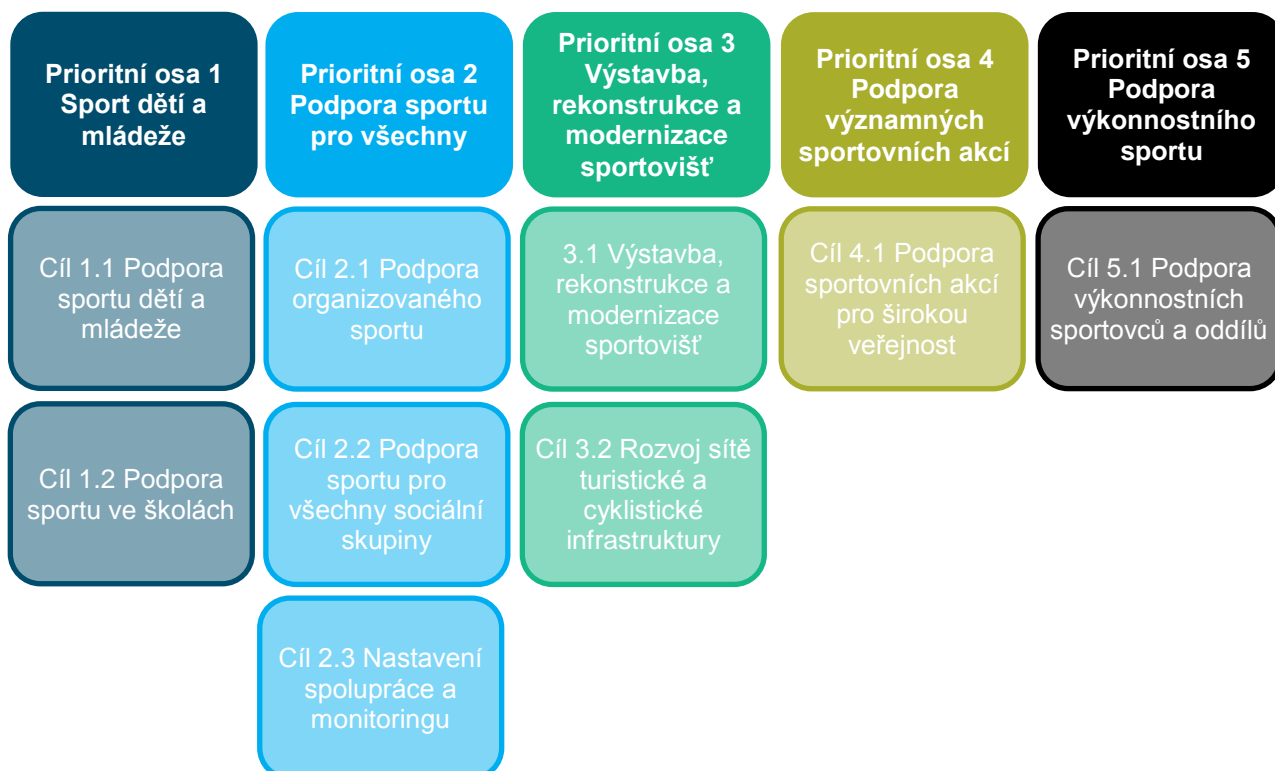 Prioritní osa 1
Sport dětí a
mládeže
Prioritní osa 2
Podpora sportu
pro všechny
Prioritní osa 3
Výstavba,
rekonstrukce a
modernizace
sportovišť
Prioritní osa 4
Podpora
významných
sportovních akcí
Prioritní osa 5
Podpora
výkonnostního
sportu
Cíl 1.1 Podpora
sportu dětí a
mládeže
Cíl 2.1 Podpora
organizovaného
sportu
3.1 Výstavba,
rekonstrukce a
modernizace
sportovišť
Cíl 4.1 Podpora
sportovních akcí
pro širokou
veřejnost
Cíl 5.1 Podpora
výkonnostních
sportovců a oddílů
Cíl 1.2 Podpora
sportu ve školách
Cíl 2.2 Podpora
sportu pro
všechny sociální
skupiny
Cíl 3.2 Rozvoj sítě
turistické a
cyklistické
infrastruktury
Cíl 2.3 Nastavení
spolupráce a
monitoringu